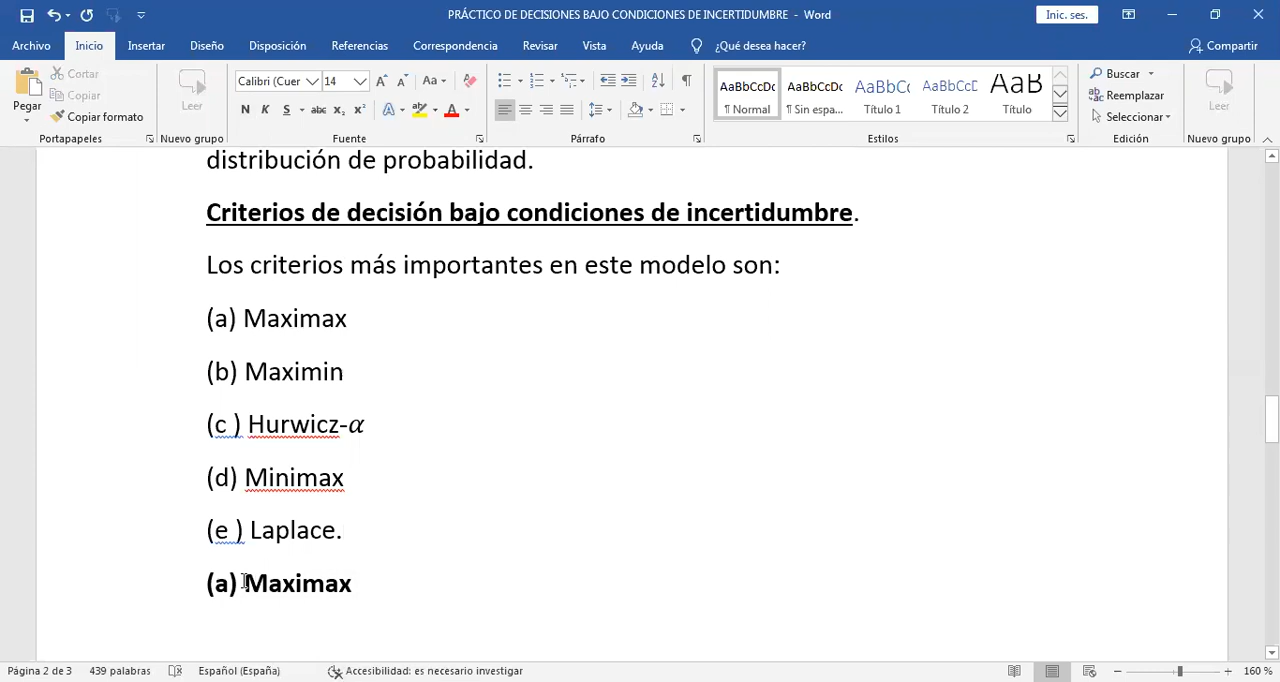 PRÁCTICO DE DECISIONES BAJO CONDICIONES DE INCERTIDUMBRE - Word
Inic. ses.
Archivo Inicio Insertar Diseño Disposición Referencias Correspondencia Revisar Vista Ayuda ¿Qué desea hacer? Compartir
Pegar
Cortar
Copiar
Copiar formato
Leer
Calibri (Cuer 14
N K S abc x₂ x² A A
Aa
AaBbCcDc AaBbCcDc AaBbCc AaBbCcD AaB
¶ Normal ¶ Sin espa... Título 1 Título 2 Título
Buscar
Reemplazar
Seleccionar
Leer
Portapapeles Nuevo grupo Fuente Párrafo Estilos Edición Nuevo grupo
distribución de probabilidad.
Criterios de decisión bajo condiciones de incertidumbre.
Los criterios más importantes en este modelo son:
(a) Maximax
(b) Maximin
(c ) Hurwicz-𝛼
(d) Minimax
(e ) Laplace.
(a) Maximax
Página 2 de 3 439 palabras Español (España) Accesibilidad: es necesario investigar 160 %